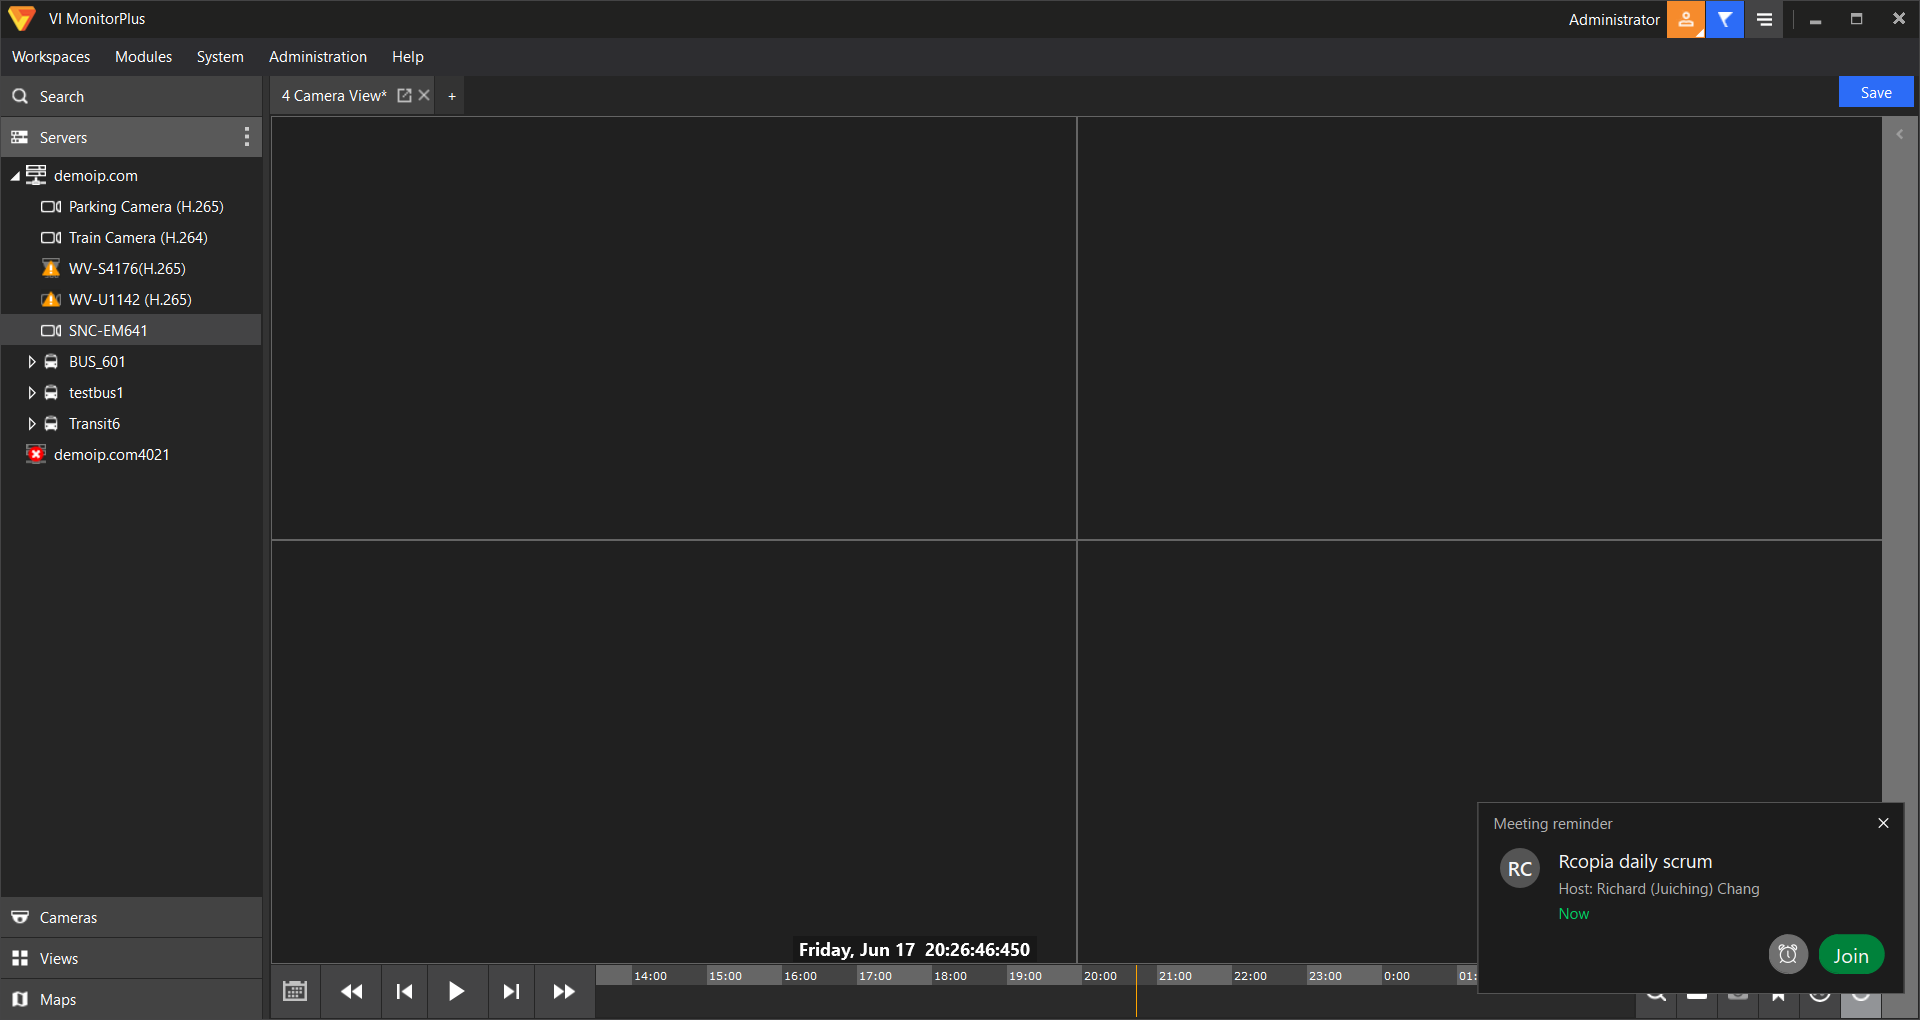 VI MonitorPlus
Administrator
Workspaces Modules System Administration Help
Search
4 Camera View* +
Save
Servers
demoip.com
Parking Camera (H.265)
Train Camera (H.264)
WV-S4176(H.265)
WV-U1142 (H.265)
SNC-EM641
BUS_601
testbus1
Transit6
demoip.com4021
Cameras
Views
Maps
Friday, Jun 17 20:26:46:450
14:00 15:00 16:00 17:00 18:00 19:00 20:00 21:00 22:00 23:00 0:00 01:
Meeting reminder
RC
Rcopia daily scrum
Host: Richard (Juiching) Chang
Now
Join